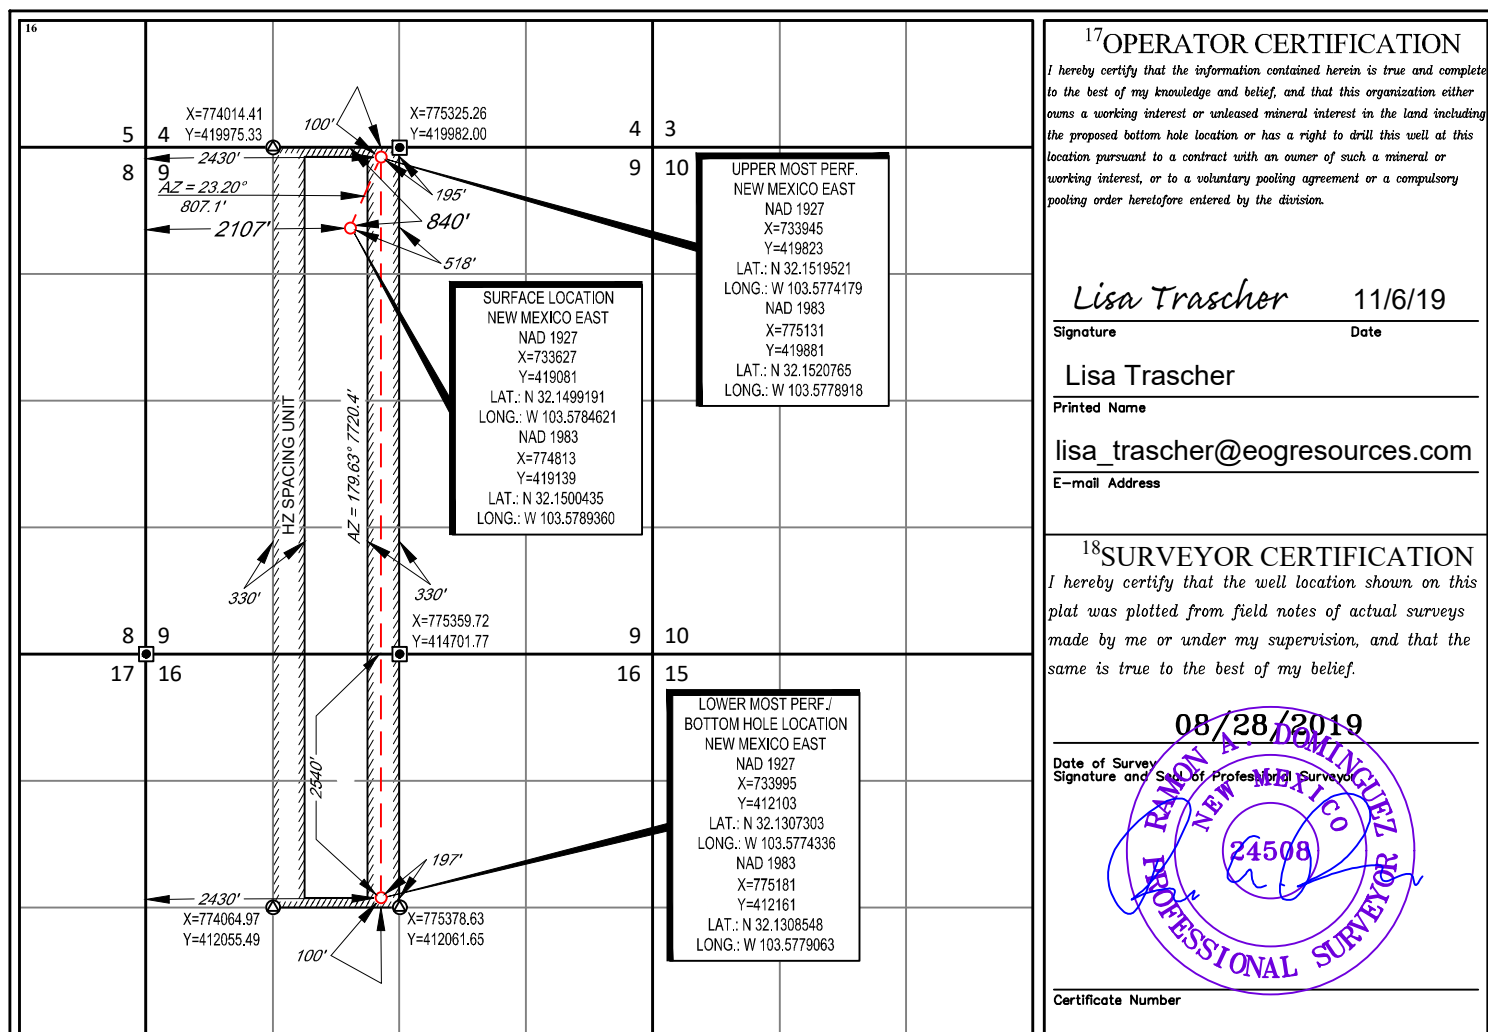 16
X=774014.41
Y=419975.33
100'
X=775325.26
Y=419982.00
5 4
4 3
8 9
9 10
2430'
AZ = 23.20°
807.1'
195'
2107'
840'
518'
UPPER MOST PERF.
NEW MEXICO EAST
NAD 1927
X=733945
Y=419823
LAT.: N 32.1519521
LONG.: W 103.5774179
NAD 1983
X=775131
Y=419881
LAT.: N 32.1520765
LONG.: W 103.5778918
SURFACE LOCATION
NEW MEXICO EAST
NAD 1927
X=733627
Y=419081
LAT.: N 32.1499191
LONG.: W 103.5784621
NAD 1983
X=774813
Y=419139
LAT.: N 32.1500435
LONG.: W 103.5789360
HZ SPACING UNIT
AZ = 179.63° 7720.4'
330'
330'
X=775359.72
Y=414701.77
8 9
9 10
17 16
16 15
2540'
LOWER MOST PERF./
BOTTOM HOLE LOCATION
NEW MEXICO EAST
NAD 1927
X=733995
Y=412103
LAT.: N 32.1307303
LONG.: W 103.5774336
NAD 1983
X=775181
Y=412161
LAT.: N 32.1308548
LONG.: W 103.5779063
197'
2430'
X=774064.97
Y=412055.49
X=775378.63
Y=412061.65
100'
17OPERATOR CERTIFICATION
I hereby certify that the information contained herein is true and complete
to the best of my knowledge and belief, and that this organization either
owns a working interest or unleased mineral interest in the land including
the proposed bottom hole location or has a right to drill this well at this
location pursuant to a contract with an owner of such a mineral or
working interest, or to a voluntary pooling agreement or a compulsory
pooling order heretofore entered by the division.
Lisa Trascher 11/6/19
Signature Date
Lisa Trascher
Printed Name
lisa_trascher@eogresources.com
E-mail Address
18SURVEYOR CERTIFICATION
I hereby certify that the well location shown on this
plat was plotted from field notes of actual surveys
made by me or under my supervision, and that the
same is true to the best of my belief.
08/28/2019
Date of Survey
Signature and Seal of Professional Surveyor
RAMON A. DOMINGUEZ
NEW MEXICO
24508
PROFESSIONAL SURVEYOR
Certificate Number